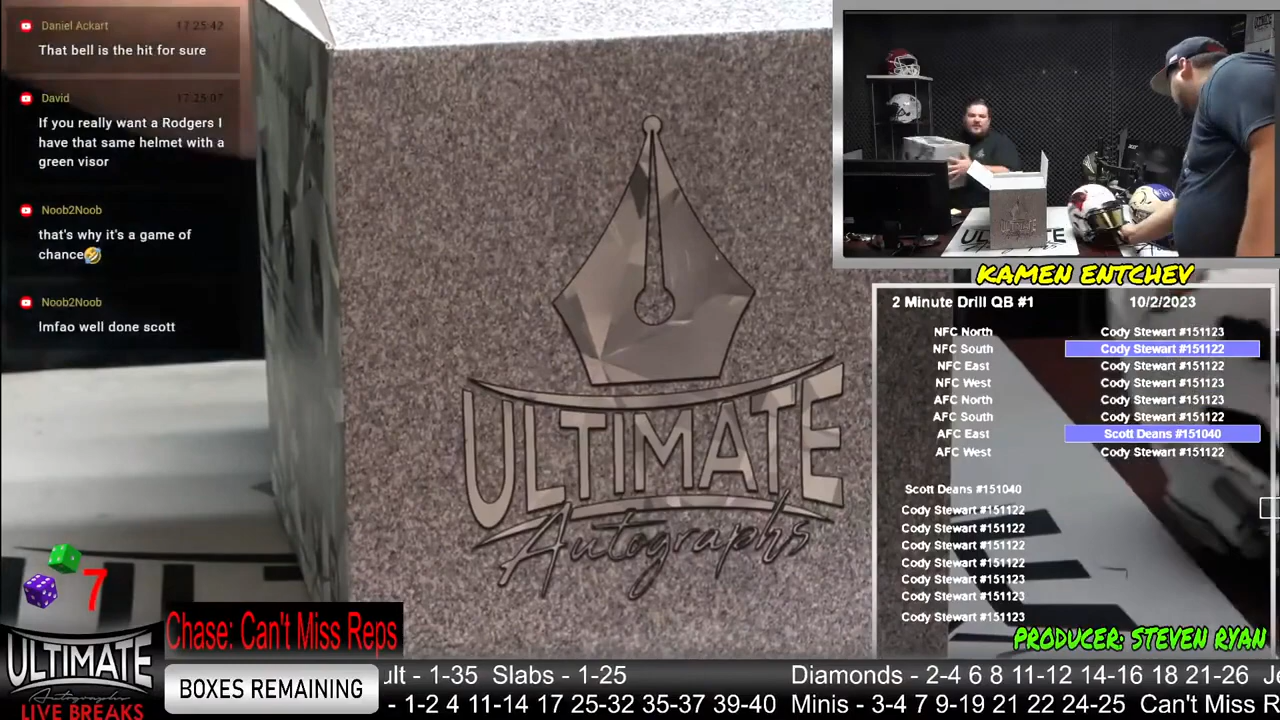 Daniel Ackart 17:25:42
That bell is the hit for sure
David 17:25:07
If you really want a Rodgers I
have that same helmet with a
green visor
Noob2Noob
that's why it's a game of
chance🤣
Noob2Noob
lmfao well done scott
ULTIMATE
Autographs
KAMEN ENTCHEV
2 Minute Drill QB #1 10/2/2023
NFC North Cody Stewart #151123
NFC South Cody Stewart #151122
NFC East Cody Stewart #151122
NFC West Cody Stewart #151123
AFC North Cody Stewart #151123
AFC South Cody Stewart #151122
AFC East Scott Deans #151040
AFC West Cody Stewart #151122
Scott Deans #151040
Cody Stewart #151122
Cody Stewart #151122
Cody Stewart #151122
Cody Stewart #151122
Cody Stewart #151123
Cody Stewart #151123
Cody Stewart #151123
PRODUCER: STEVEN RYAN
7
ULTIMATE
Autographs
LIVE BREAKS
Chase: Can't Miss Reps
BOXES REMAINING
ult - 1-35 Slabs - 1-25 Diamonds - 2-4 6 8 11-12 14-16 18 21-26 Je
- 1-2 4 11-14 17 25-32 35-37 39-40 Minis - 3-4 7 9-19 21 22 24-25 Can't Miss R